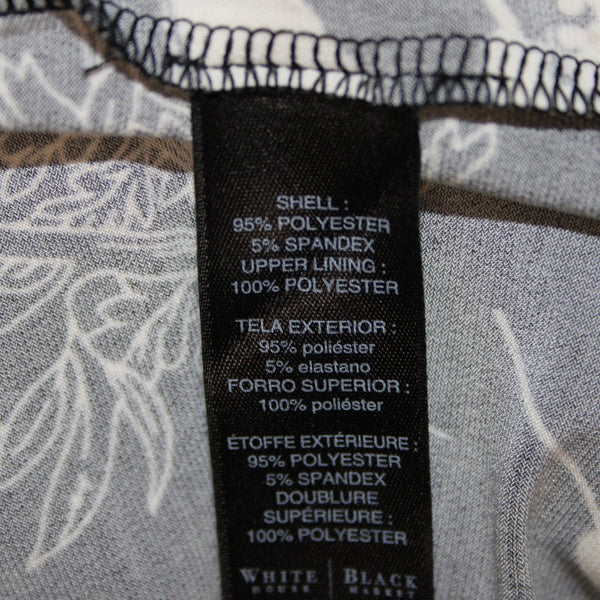 SHELL :
95% POLYESTER
5% SPANDEX
UPPER LINING :
100% POLYESTER
TELA EXTERIOR :
95% poliéster
5% elastano
FORRO SUPERIOR :
100% poliéster
ÉTOFFE EXTÉRIEURE :
95% POLYESTER
5% SPANDEX
DOUBLURE
SUPÉRIEURE :
100% POLYESTER
WHITE | BLACK
HOUSE | MARKET